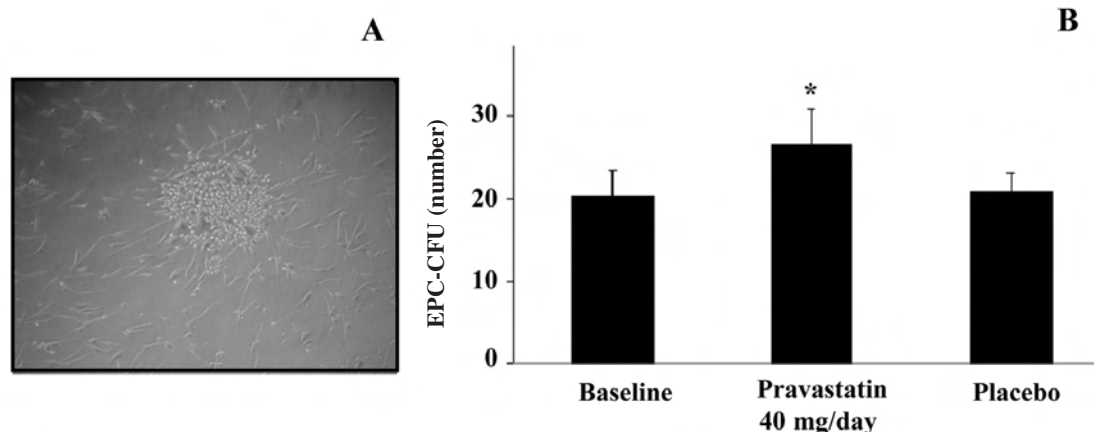 A
B
EPC-CFU (number)
30
20
10
0
*
Baseline
Pravastatin
40 mg/day
Placebo